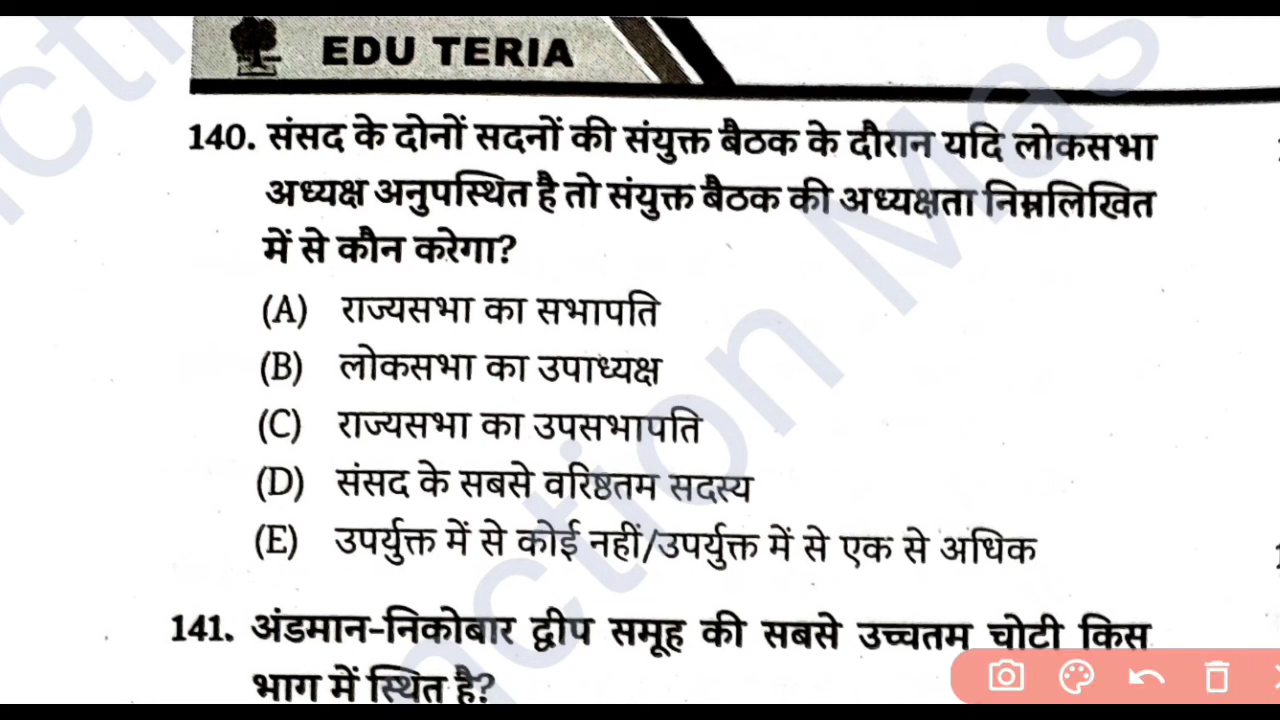 EDU TERIA
140. संसद के दोनों सदनों की संयुक्त बैठक के दौरान यदि लोकसभा
अध्यक्ष अनुपस्थित है तो संयुक्त बैठक की अध्यक्षता निम्नलिखित
में से कौन करेगा?
(A) राज्यसभा का सभापति
(B) लोकसभा का उपाध्यक्ष
(C) राज्यसभा का उपसभापति
(D) संसद के सबसे वरिष्ठतम सदस्य
(E) उपर्युक्त में से कोई नहीं/उपर्युक्त में से एक से अधिक
141. अंडमान-निकोबार द्वीप समूह की सबसे उच्चतम चोटी किस
भाग में स्थित है?